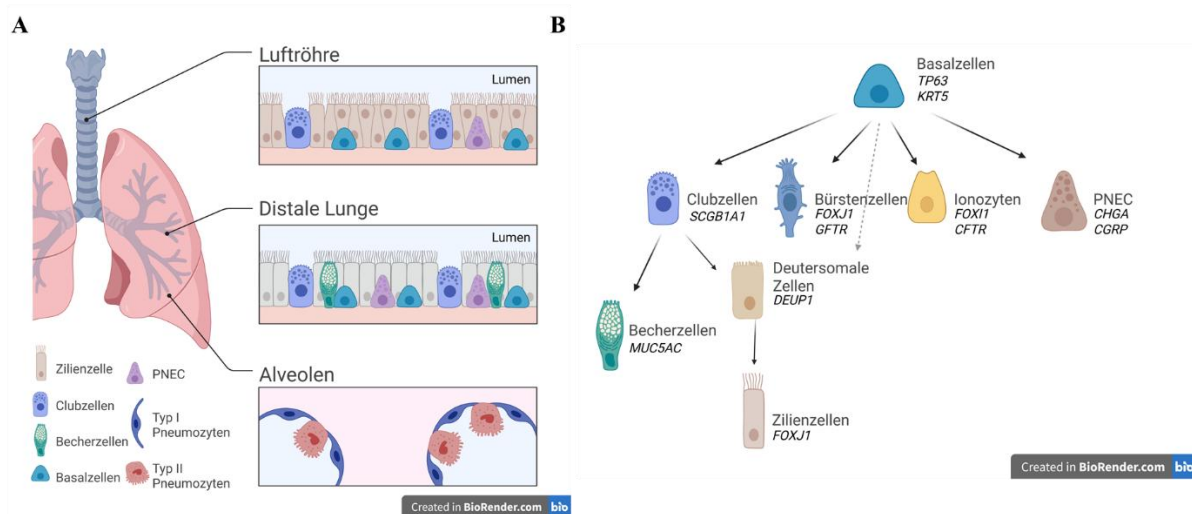 A
Luftröhre
Lumen
Distale Lunge
Lumen
Alveolen
Zilienzelle
PNEC
Clubzellen
Typ I
Pneumozyten
Becherzellen
Basalzellen
Typ II
Pneumozyten
Created in BioRender.com bio
B
Basalzellen
TP63
KRT5
Clubzellen
SCGB1A1
Bürstenzellen
FOXJ1
GFTR
Ionozyten
FOXI1
CFTR
PNEC
CHGA
CGRP
Deutersomale
Zellen
DEUP1
Becherzellen
MUC5AC
Zilienzellen
FOXJ1
Created in BioRender.com bio